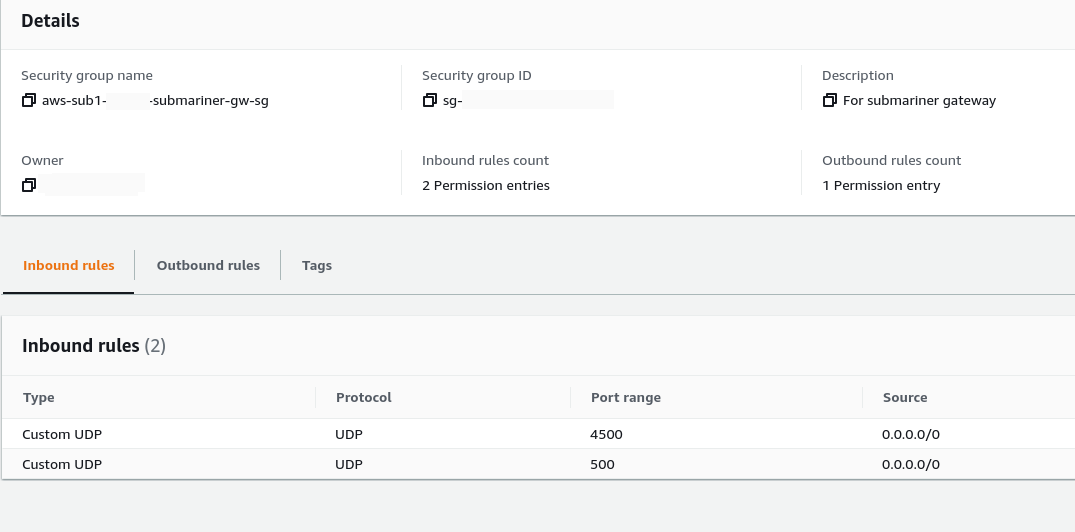 Details
Security group name
aws-sub1- -submariner-gw-sg
Security group ID
sg-
Description
For submariner gateway
Owner
Inbound rules count
2 Permission entries
Outbound rules count
1 Permission entry
Inbound rules Outbound rules Tags
Inbound rules (2)
Type Protocol Port range Source
Custom UDP UDP 4500 0.0.0.0/0
Custom UDP UDP 500 0.0.0.0/0